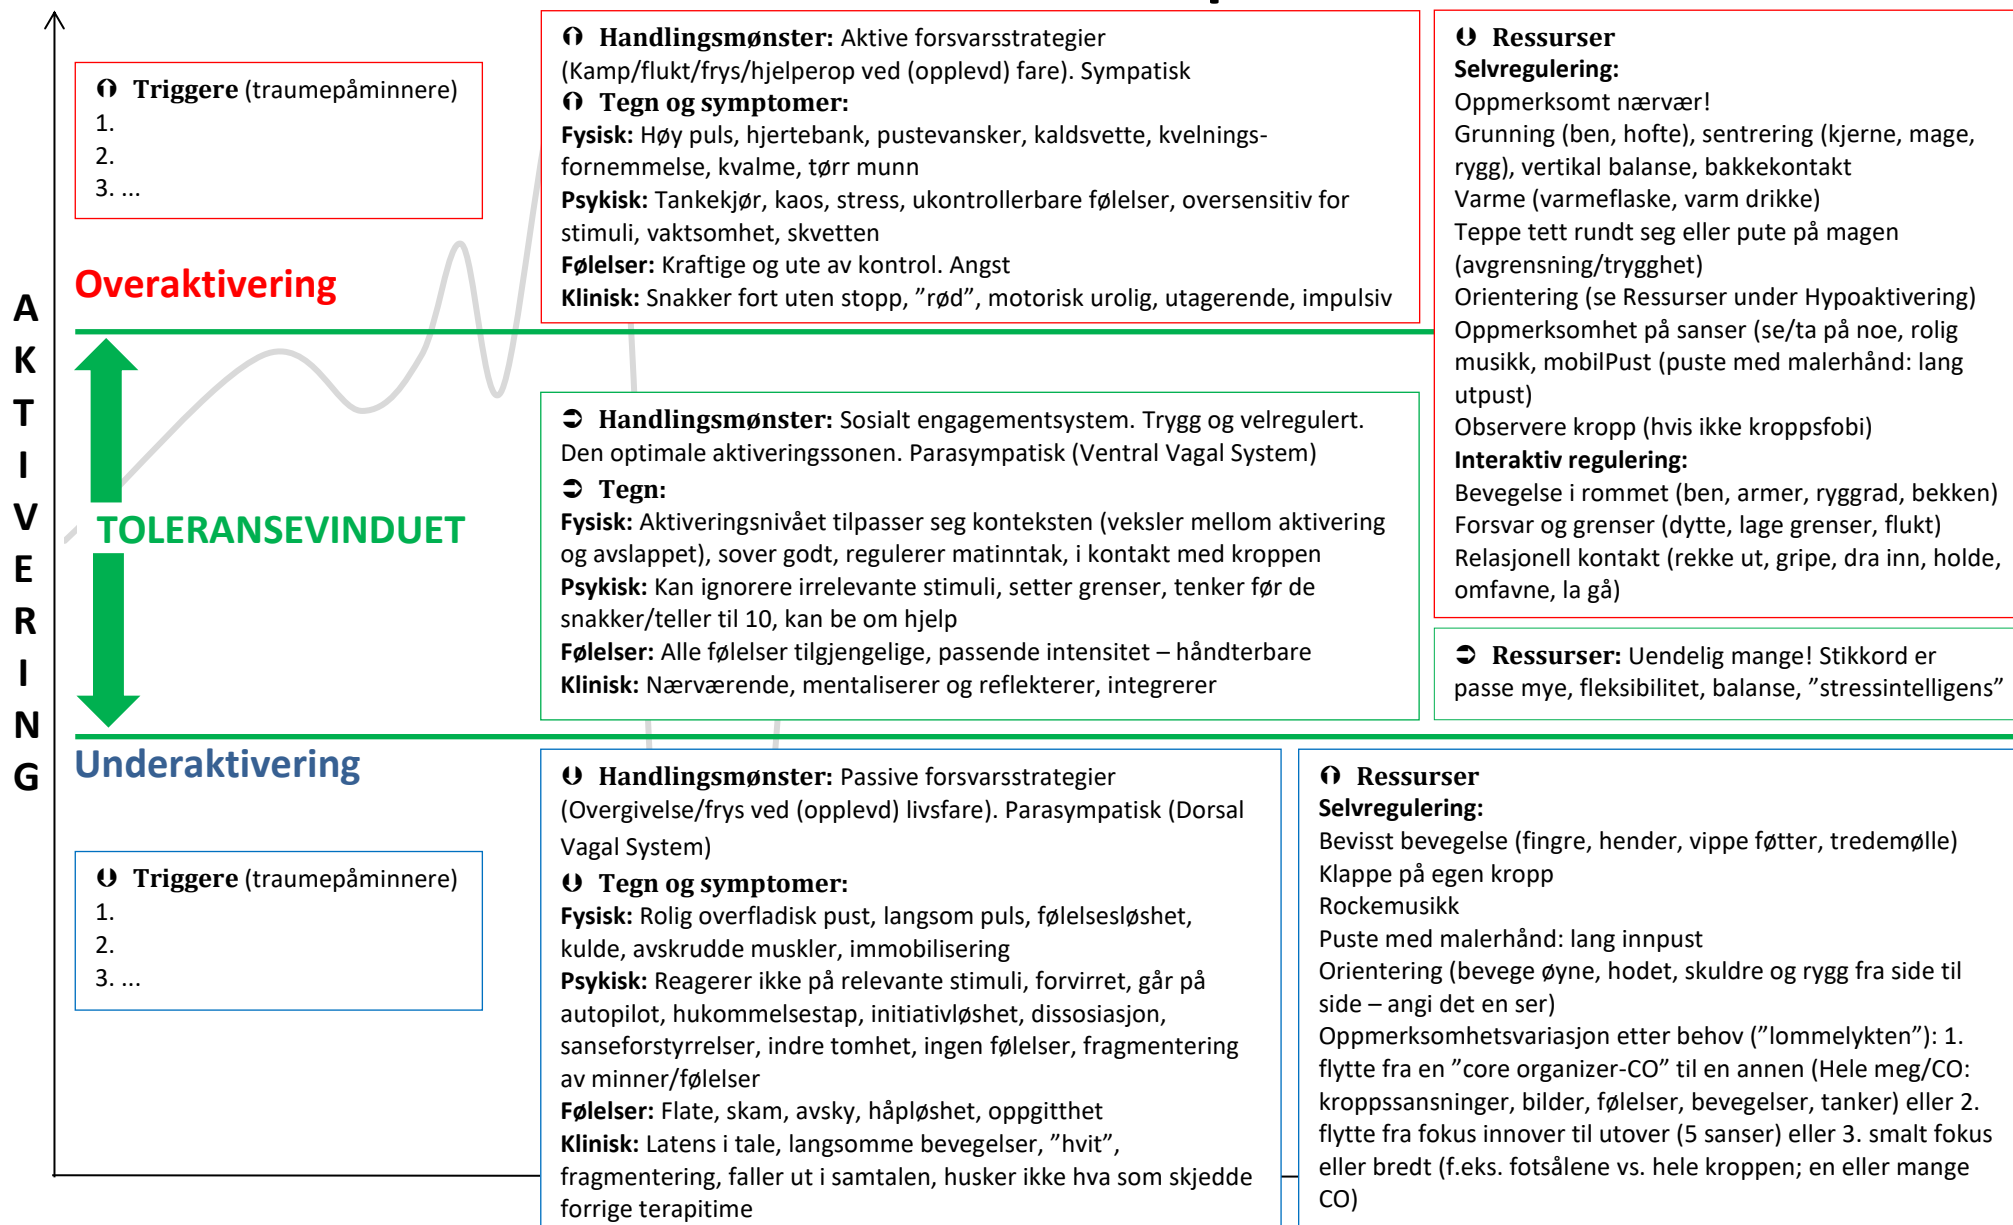 A
K
T
I
V
E
R
I
N
G
Triggere (traumepåminnere)
1.
2.
3. ...
Overaktivering
Handlingsmønster: Aktive forsvarsstrategier
(Kamp/flukt/frys/hjelperop ved (opplevd) fare). Sympatisk
Tegn og symptomer:
Fysisk: Høy puls, hjertebank, pustevansker, kaldsvette, kvelnings-
fornemmelse, kvalme, tørr munn
Psykisk: Tankekjør, kaos, stress, ukontrollerbare følelser, oversensitiv for
stimuli, vaktsomhet, skvetten
Følelser: Kraftige og ute av kontrol. Angst
Klinisk: Snakker fort uten stopp, ”rød”, motorisk urolig, utagerende, impulsiv
Ressurser
Selvregulering:
Oppmerksomt nærvær!
Grunning (ben, hofte), sentrering (kjerne, mage,
rygg), vertikal balanse, bakkekontakt
Varme (varmeflaske, varm drikke)
Teppe tett rundt seg eller pute på magen
(avgrensning/trygghet)
Orientering (se Ressurser under Hypoaktivering)
Oppmerksomhet på sanser (se/ta på noe, rolig
musikk, mobilPust (puste med malerhånd: lang
utpust)
Observere kropp (hvis ikke kroppsfobi)
Interaktiv regulering:
Bevegelse i rommet (ben, armer, ryggrad, bekken)
Forsvar og grenser (dytte, lage grenser, flukt)
Relasjonell kontakt (rekke ut, gripe, dra inn, holde,
omfavne, la gå)
TOLERANSEVINDUET
Handlingsmønster: Sosialt engagementsystem. Trygg og velregulert.
Den optimale aktiveringssonen. Parasympatisk (Ventral Vagal System)
Tegn:
Fysisk: Aktiveringsnivået tilpasser seg konteksten (veksler mellom aktivering
og avslappet), sover godt, regulerer matinntak, i kontakt med kroppen
Psykisk: Kan ignorere irrelevante stimuli, setter grenser, tenker før de
snakker/teller til 10, kan be om hjelp
Følelser: Alle følelser tilgjengelige, passende intensitet – håndterbare
Klinisk: Nærværende, mentaliserer og reflekterer, integrerer
Ressurser: Uendelig mange! Stikkord er
passe mye, fleksibilitet, balanse, ”stressintelligens”
Underaktivering
Triggere (traumepåminnere)
1.
2.
3. ...
Handlingsmønster: Passive forsvarsstrategier
(Overgivelse/frys ved (opplevd) livsfare). Parasympatisk (Dorsal
Vagal System)
Tegn og symptomer:
Fysisk: Rolig overfladisk pust, langsom puls, følelsesløshet,
kulde, avskrudde muskler, immobilisering
Psykisk: Reagerer ikke på relevante stimuli, forvirret, går på
autopilot, hukommelsestap, initiativløshet, dissosiasjon,
sanseforstyrrelser, indre tomhet, ingen følelser, fragmentering
av minner/følelser
Følelser: Flate, skam, avsky, håpløshet, oppgitthet
Klinisk: Latens i tale, langsomme bevegelser, ”hvit”,
fragmentering, faller ut i samtalen, husker ikke hva som skjedde
forrige terapitime
Ressurser
Selvregulering:
Bevisst bevegelse (fingre, hender, vippe føtter, tredemølle)
Klappe på egen kropp
Rockemusikk
Puste med malerhånd: lang innpust
Orientering (bevege øyne, hodet, skuldre og rygg fra side til
side – angi det en ser)
Oppmerksomhetsvariasjon etter behov (”lommelykten”): 1.
flytte fra en ”core organizer-CO” til en annen (Hele meg/CO:
kroppssansninger, bilder, følelser, bevegelser, tanker) eller 2.
flytte fra fokus innover til utover (5 sanser) eller 3. smalt fokus
eller bredt (f.eks. fotsålene vs. hele kroppen; en eller mange
CO)